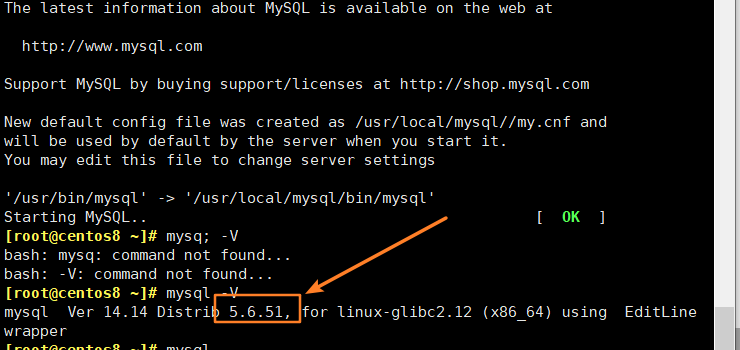 The latest information about MySQL is available on the web at
http://www.mysql.com
Support MySQL by buying support/licenses at http://shop.mysql.com
New default config file was created as /usr/local/mysql//my.cnf and
will be used by default by the server when you start it.
You may edit this file to change server settings
'/usr/bin/mysql' -> '/usr/local/mysql/bin/mysql'
Starting MySQL.. [  OK  ]
[root@centos8 ~]# mysq; -V
bash: mysq: command not found...
bash: -V: command not found...
[root@centos8 ~]# mysql -V
mysql  Ver 14.14 Distrib 5.6.51, for linux-glibc2.12 (x86_64) using  EditLine
wrapper
[root@centos8 ~]# mysql